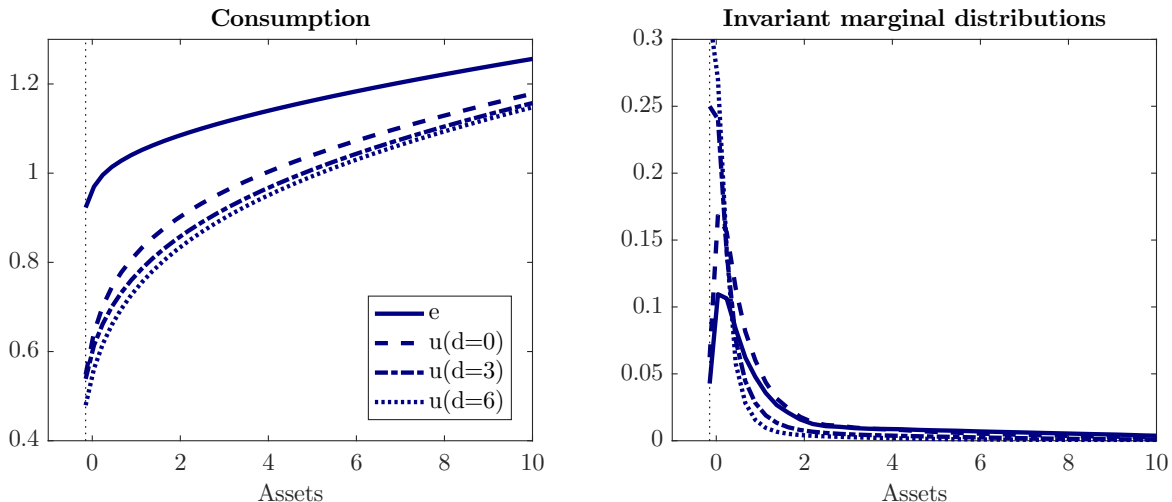 Consumption
1.2
1
0.8
0.6
0.4
0 2 4 6 8 10
Assets
e
u(d=0)
u(d=3)
u(d=6)
Invariant marginal distributions
0.3
0.25
0.2
0.15
0.1
0.05
0
0 2 4 6 8 10
Assets